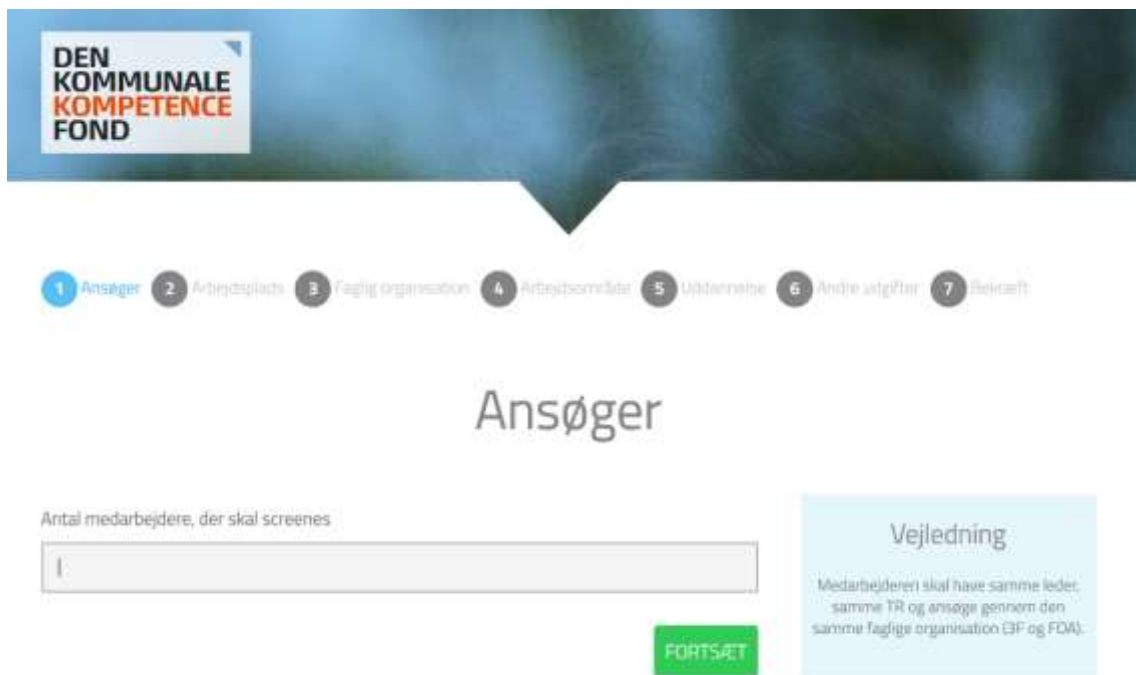 DEN
KOMMUNALE
KOMPETENCE
FOND
1 Ansøger 2 Arbejdsplads 3 Faglig organisation 4 Arbejdsområde 5 Uddannelse 6 Andre udgifter 7 Bekræft
Ansøger
Antal medarbejdere, der skal screenes
Vejledning
Medarbejderen skal have samme leder,
samme TR og ansøge gennem den
samme faglige organisation (3F og FOA).
FORTSÆT